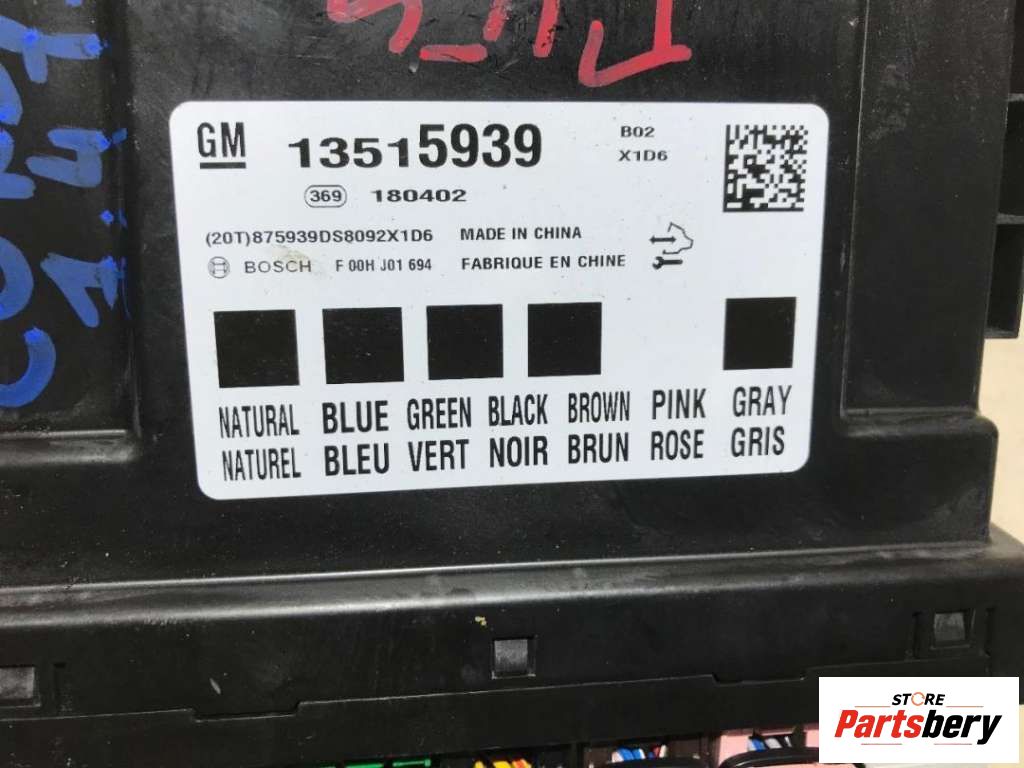 GM 13515939 B02
X1D6
369 180402
(20T)875939DS8092X1D6 MADE IN CHINA
BOSCH F 00H J01 694 FABRIQUE EN CHINE
NATURAL BLUE GREEN BLACK BROWN PINK GRAY
NATUREL BLEU VERT NOIR BRUN ROSE GRIS
STORE
Partsbery